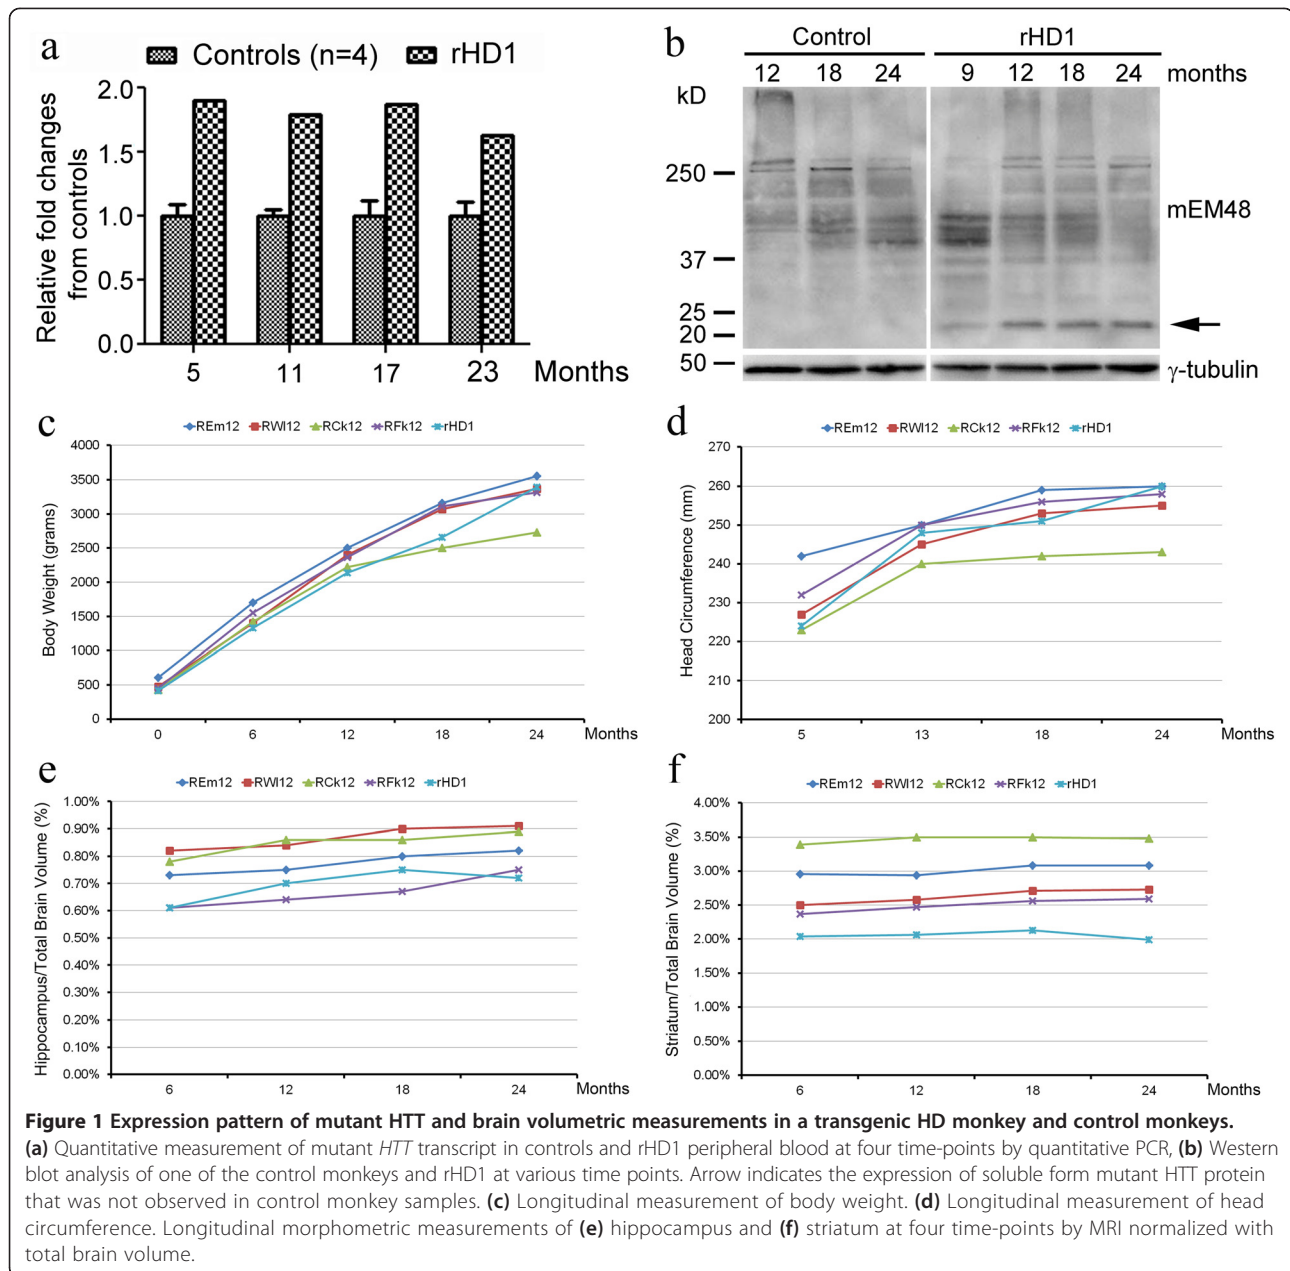 a
Controls (n=4) rHD1
Relative fold changes
from controls
2.0
1.5
1.0
0.5
0.0
5 11 17 23 Months
b
Control rHD1
12 18 24 9 12 18 24 months
kD
250
37
25
20
50
mEM48
γ-tubulin
c
REm12 RWI12 RCk12 RFk12 rHD1
Body Weight (grams)
4000
3500
3000
2500
2000
1500
1000
500
0
0 6 12 18 24 Months
d
REm12 RWI12 RCk12 RFk12 rHD1
Head Circumference (mm)
270
260
250
240
230
220
210
200
5 13 18 24 Months
e
REm12 RWI12 RCk12 RFk12 rHD1
Hippocampus/Total Brain Volume (%)
1.00%
0.90%
0.80%
0.70%
0.60%
0.50%
0.40%
0.30%
0.20%
0.10%
0.00%
6 12 18 24 Months
f
REm12 RWI12 RCk12 RFk12 rHD1
Striatum/Total Brain Volume (%)
4.00%
3.50%
3.00%
2.50%
2.00%
1.50%
1.00%
0.50%
0.00%
6 12 18 24 Months
Figure 1 Expression pattern of mutant HTT and brain volumetric measurements in a transgenic HD monkey and control monkeys.
(a) Quantitative measurement of mutant HTT transcript in controls and rHD1 peripheral blood at four time-points by quantitative PCR, (b) Western
blot analysis of one of the control monkeys and rHD1 at various time points. Arrow indicates the expression of soluble form mutant HTT protein
that was not observed in control monkey samples. (c) Longitudinal measurement of body weight. (d) Longitudinal measurement of head
circumference. Longitudinal morphometric measurements of (e) hippocampus and (f) striatum at four time-points by MRI normalized with
total brain volume.